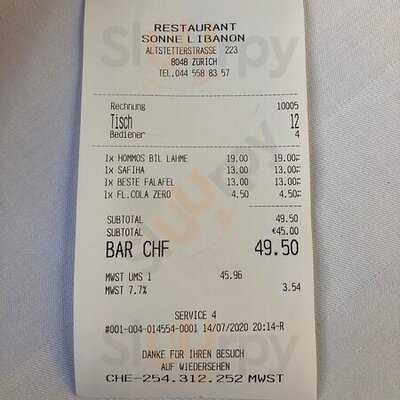 RESTAURANT
SONNE LIBANON
ALTSTETTERSTRASSE 223
8048 ZÜRICH
TEL.044 558 83 57
Rechnung 10005
Tisch 12
Bediener 4
1x HOMMOS BIL LAHME 19.00 19.00
1x SAFIHA 13.00 13.00
1x BESTE FALAFEL 13.00 13.00
1x FL.COLA ZERO 4.50 4.50
SUBTOTAL 49.50
SUBTOTAL €45.00
BAR CHF 49.50
MWST UMS 1 45.96
MWST 7.7% 3.54
SERVICE 4
#001-004-014554-0001 14/07/2020 20:14-R
DANKE FÜR IHREN BESUCH
AUF WIEDERSEHEN
CHE-254.312.252 MWST